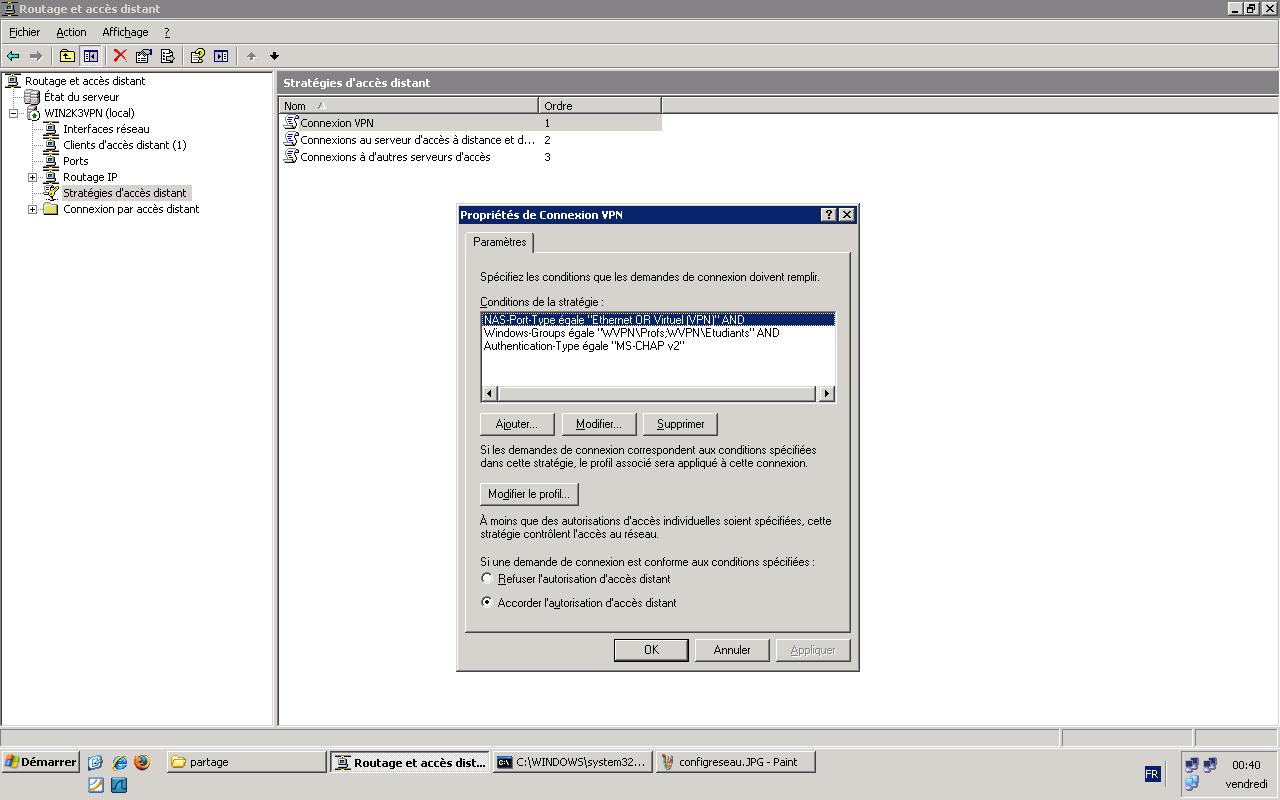 Routage et accès distant
Fichier Action Affichage ?
Routage et accès distant
État du serveur
WIN2K3VPN (local)
Interfaces réseau
Clients d'accès distant (1)
Ports
Routage IP
Stratégies d'accès distant
Connexion par accès distant
Stratégies d'accès distant
Nom Ordre
Connexion VPN 1
Connexions au serveur d'accès à distance et d... 2
Connexions à d'autres serveurs d'accès 3
Propriétés de Connexion VPN
Paramètres
Spécifiez les conditions que les demandes de connexion doivent remplir.
Conditions de la stratégie :
NAS-Port-Type égale "Ethernet OR Virtuel (VPN)" AND
Windows-Groups égale "WVPN\Profs;WVPN\Etudiants" AND
Authentication-Type égale "MS-CHAP v2"
Ajouter... Modifier... Supprimer
Si les demandes de connexion correspondent aux conditions spécifiées
dans cette stratégie, le profil associé sera appliqué à cette connexion.
Modifier le profil...
À moins que des autorisations d'accès individuelles soient spécifiées, cette
stratégie contrôlent l'accès au réseau.
Si une demande de connexion est conforme aux conditions spécifiées :
Refuser l'autorisation d'accès distant
Accorder l'autorisation d'accès distant
OK Annuler Appliquer
Démarrer partage Routage et accès dist... C:\WINDOWS\system32... configreseau.JPG - Paint FR 00:40
vendredi